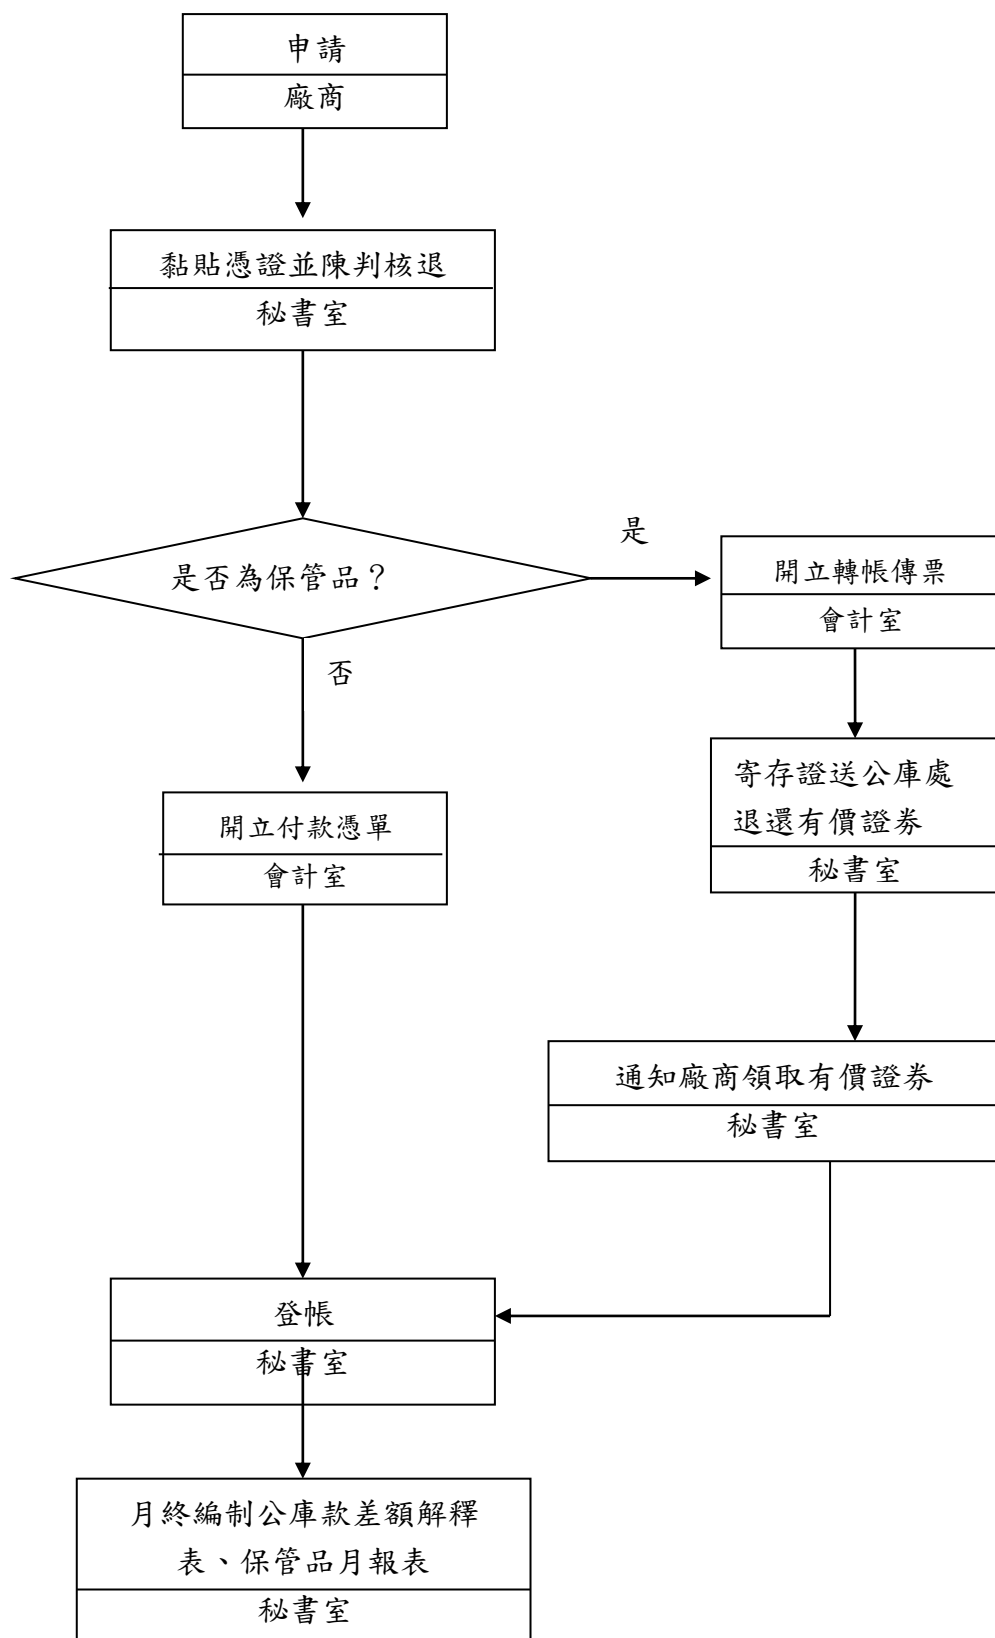 申請
廠商
黏貼憑證並陳判核退
秘書室
是否為保管品？
是
開立轉帳傳票
會計室
否
寄存證送公庫處
退還有價證券
秘書室
開立付款憑單
會計室
通知廠商領取有價證券
秘書室
登帳
秘書室
月終編制公庫款差額解釋
表、保管品月報表
秘書室